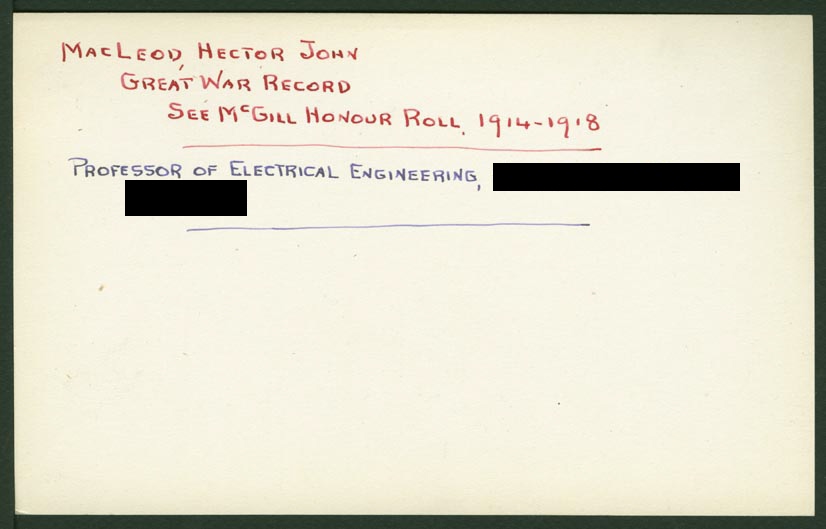 MacLeod, Hector John
Great War Record
See McGill Honour Roll, 1914-1918
Professor of Electrical Engineering,